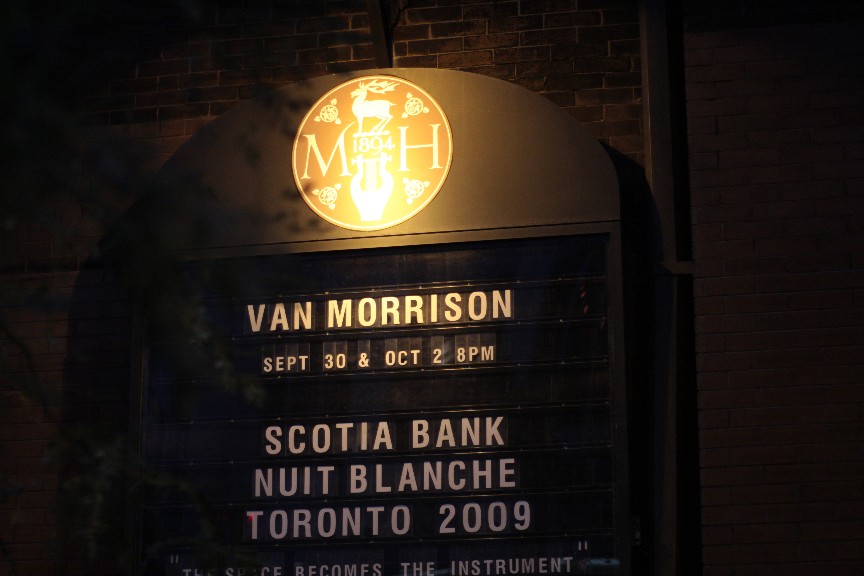 M H
1894
VAN MORRISON
SEPT 30 & OCT 2 8PM
SCOTIA BANK
NUIT BLANCHE
TORONTO 2009
"THE SPACE BECOMES THE INSTRUMENT"